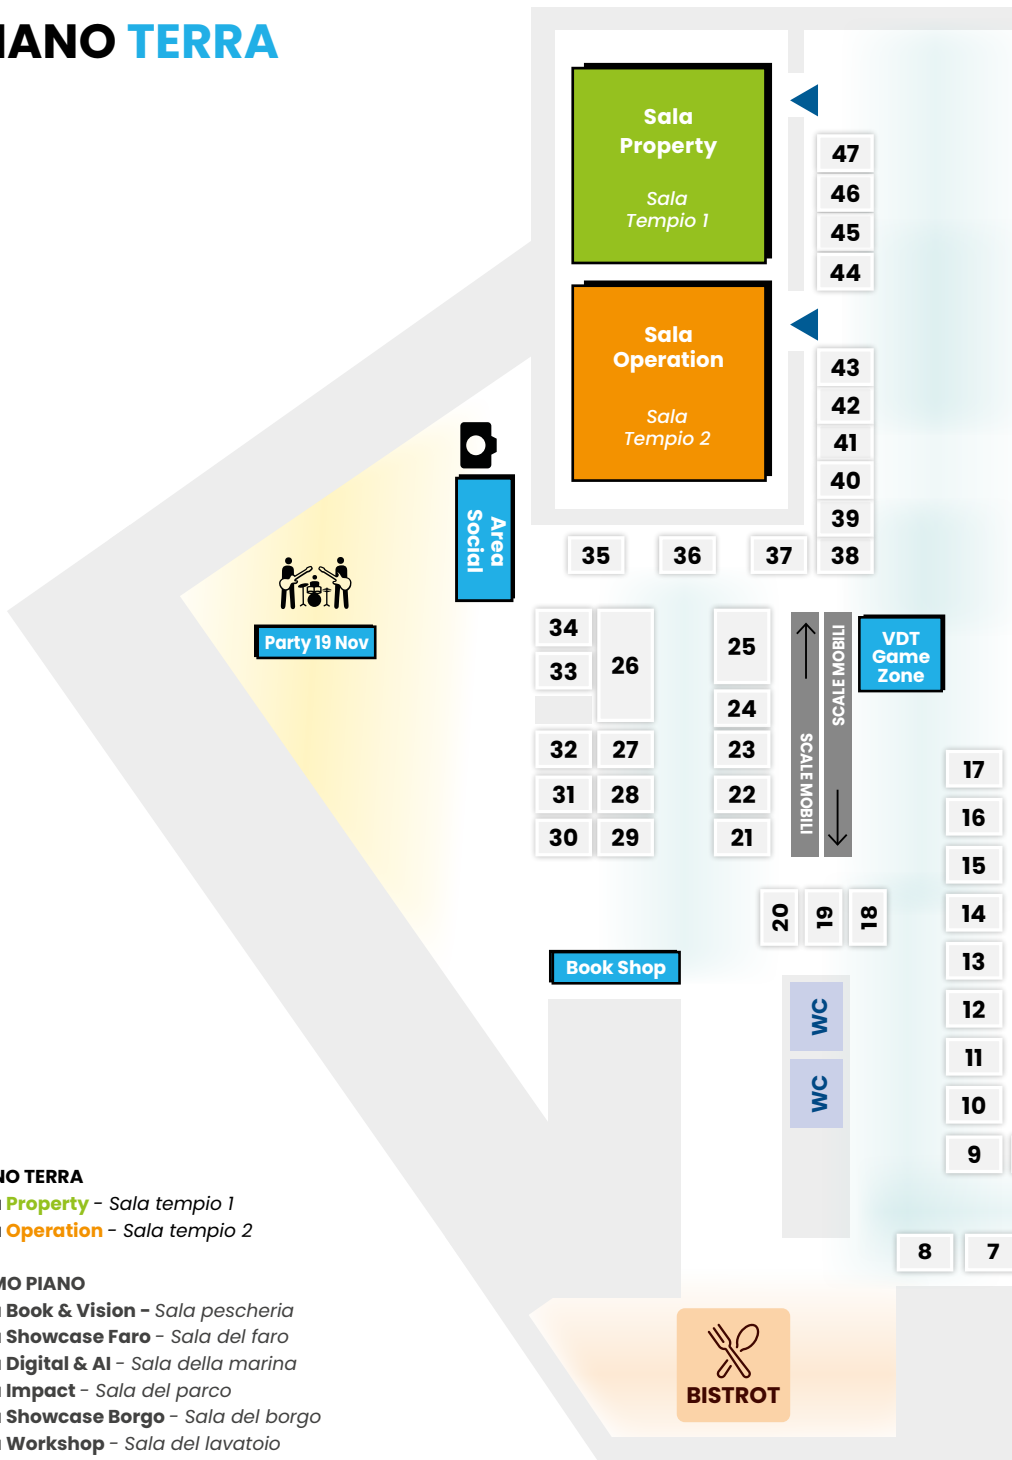 IANO TERRA
Sala
Property
Sala
Tempio 1
47
46
45
44
Sala
Operation
Sala
Tempio 2
43
42
41
40
39
38
35
36
37
Area
Social
Party 19 Nov
34
33
26
32
27
31
28
30
29
25
24
23
22
21
SCALE MOBILI
SCALE MOBILI
VDT
Game
Zone
17
16
15
14
13
12
11
10
9
20
19
18
Book Shop
WC
WC
8
7
BISTROT
NO TERRA
Property - Sala tempio 1
Operation - Sala tempio 2
MO PIANO
Book & Vision - Sala pescheria
Showcase Faro - Sala del faro
Digital & AI - Sala della marina
Impact - Sala del parco
Showcase Borgo - Sala del borgo
Workshop - Sala del lavatoio